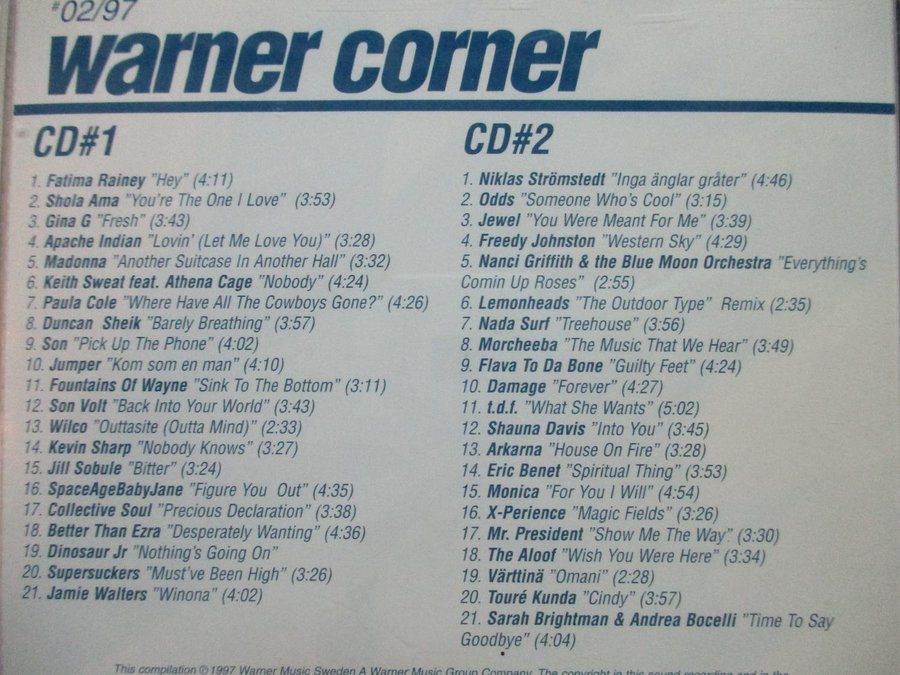 #02/97
warner corner
CD#1
1. Fatima Rainey "Hey" (4:11)
2. Shola Ama "You're The One I Love" (3:53)
3. Gina G "Fresh" (3:43)
4. Apache Indian "Lovin' (Let Me Love You)" (3:28)
5. Madonna "Another Suitcase In Another Hall" (3:32)
6. Keith Sweat feat. Athena Cage "Nobody" (4:24)
7. Paula Cole "Where Have All The Cowboys Gone?" (4:26)
8. Duncan Sheik "Barely Breathing" (3:57)
9. Son "Pick Up The Phone" (4:02)
10. Jumper "Kom som en man" (4:10)
11. Fountains Of Wayne "Sink To The Bottom" (3:11)
12. Son Volt "Back Into Your World" (3:43)
13. Wilco "Outtasite (Outta Mind)" (2:33)
14. Kevin Sharp "Nobody Knows" (3:27)
15. Jill Sobule "Bitter" (3:24)
16. SpaceAgeBabyJane "Figure You Out" (4:35)
17. Collective Soul "Precious Declaration" (3:38)
18. Better Than Ezra "Desperately Wanting" (4:36)
19. Dinosaur Jr "Nothing's Going On"
20. Supersuckers "Must've Been High" (3:26)
21. Jamie Walters "Winona" (4:02)
CD#2
1. Niklas Strömstedt "Inga änglar gråter" (4:46)
2. Odds "Someone Who's Cool" (3:15)
3. Jewel "You Were Meant For Me" (3:39)
4. Freedy Johnston "Western Sky" (4:29)
5. Nanci Griffith & the Blue Moon Orchestra "Everything's
Comin Up Roses" (2:55)
6. Lemonheads "The Outdoor Type" Remix (2:35)
7. Nada Surf "Treehouse" (3:56)
8. Morcheeba "The Music That We Hear" (3:49)
9. Flava To Da Bone "Guilty Feet" (4:24)
10. Damage "Forever" (4:27)
11. t.d.f. "What She Wants" (5:02)
12. Shauna Davis "Into You" (3:45)
13. Arkarna "House On Fire" (3:28)
14. Eric Benet "Spiritual Thing" (3:53)
15. Monica "For You I Will" (4:54)
16. X-Perience "Magic Fields" (3:26)
17. Mr. President "Show Me The Way" (3:30)
18. The Aloof "Wish You Were Here" (3:34)
19. Värttinä "Omani" (2:28)
20. Touré Kunda "Cindy" (3:57)
21. Sarah Brightman & Andrea Bocelli "Time To Say
Goodbye" (4:04)
This compilation ©1997 Warner Music Sweden A Warner Music Group Company. The copyright in this sound recording and in the